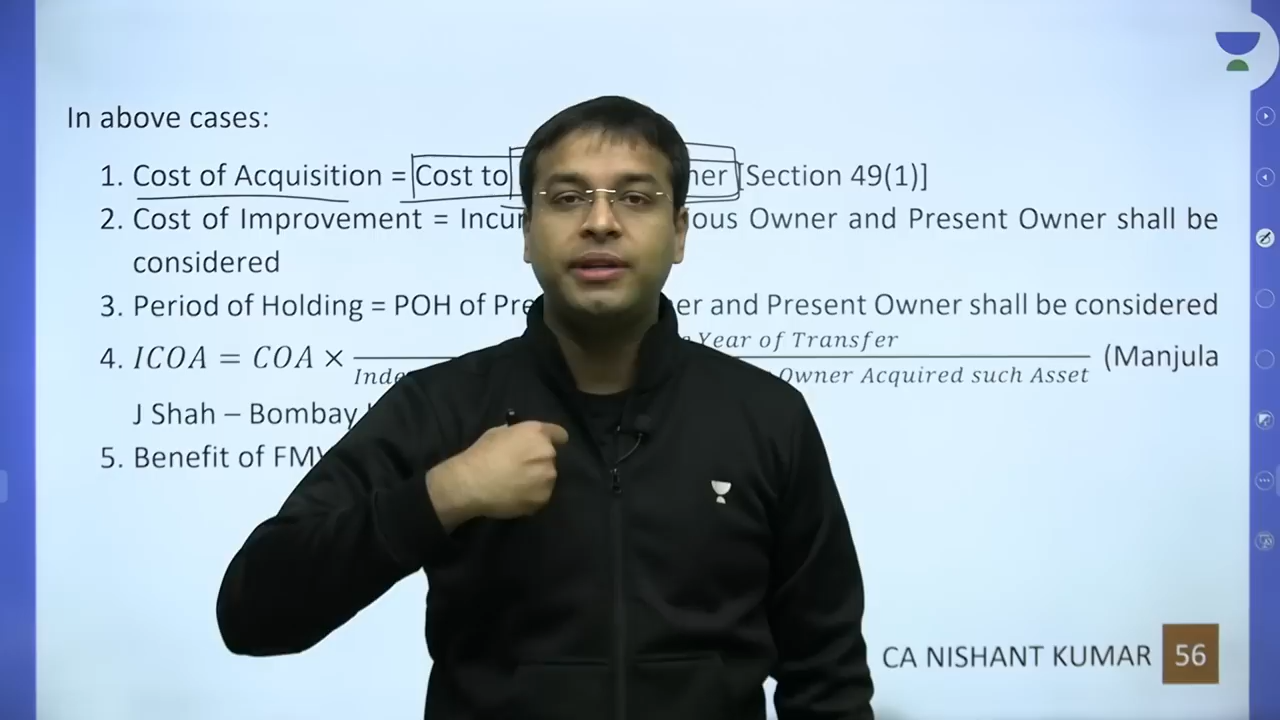 In above cases:
1. Cost of Acquisition = Cost to ner [Section 49(1)]
2. Cost of Improvement = Incu ous Owner and Present Owner shall be
considered
3. Period of Holding = POH of Pre er and Present Owner shall be considered
Year of Transfer
4. ICOA = COA × (Manjula
Inde Owner Acquired such Asset
J Shah – Bombay
5. Benefit of FMV
CA NISHANT KUMAR 56